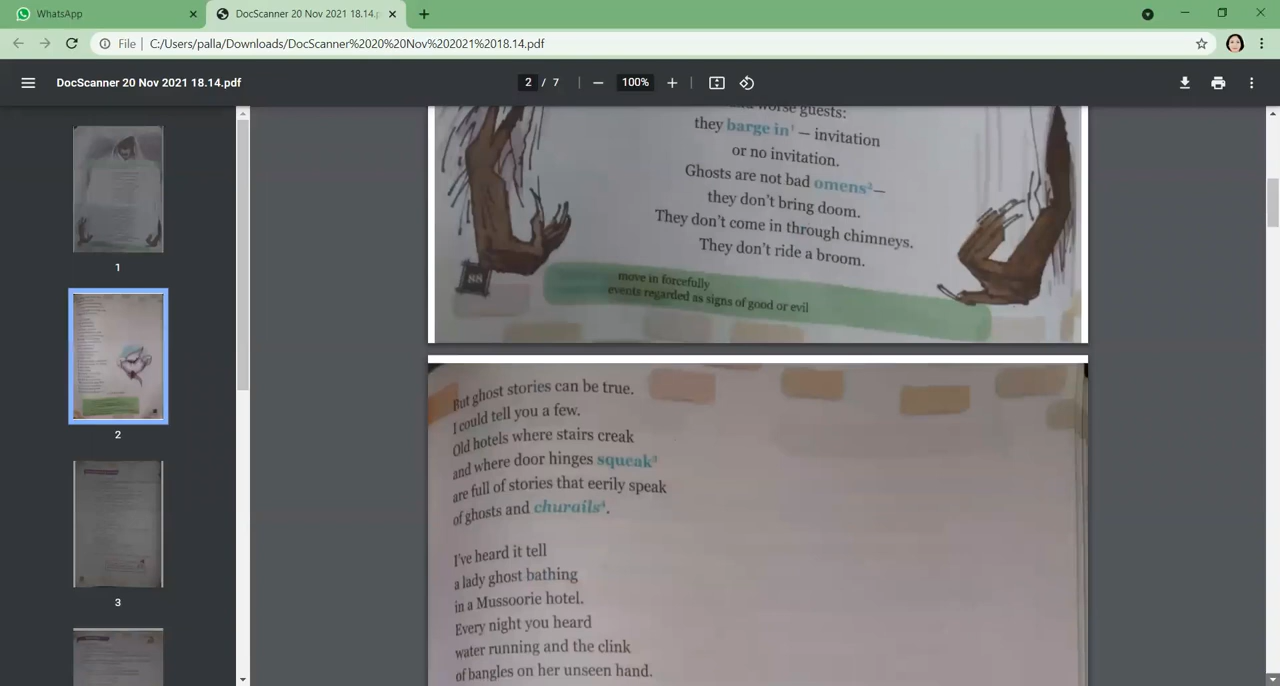 WhatsApp
DocScanner 20 Nov 2021 18.14.p
File
C:/Users/palla/Downloads/DocScanner%2020%20Nov%202021%2018.14.pdf
DocScanner 20 Nov 2021 18.14.pdf
2 / 7
100%
1
2
3
worse guests:
they barge in¹ — invitation
or no invitation.
Ghosts are not bad omens²—
they don't bring doom.
They don't come in through chimneys.
They don't ride a broom.
88
move in forcefully
events regarded as signs of good or evil
But ghost stories can be true.
I could tell you a few.
Old hotels where stairs creak
and where door hinges squeak³
are full of stories that eerily speak
of ghosts and churails⁴.
I've heard it tell
a lady ghost bathing
in a Mussoorie hotel.
Every night you heard
water running and the clink
of bangles on her unseen hand.